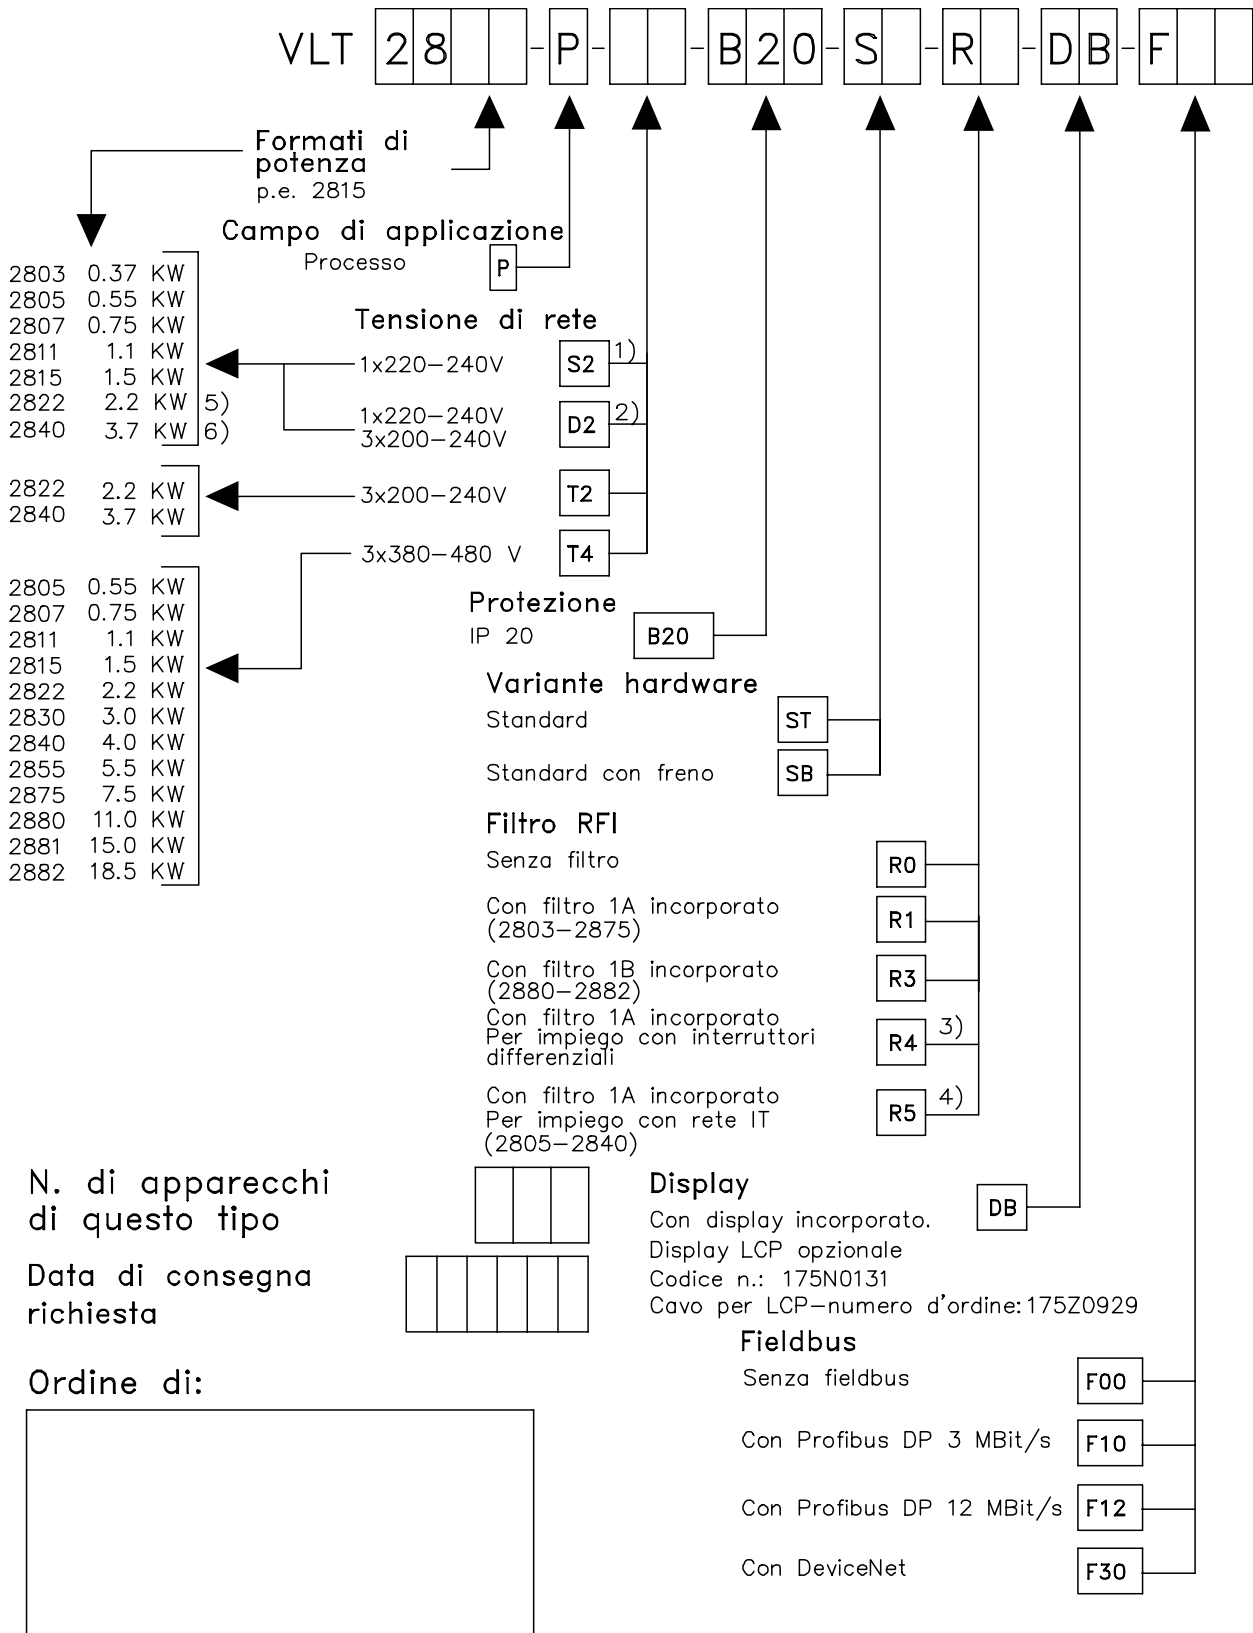 VLT 28 -P- -B20-S -R -DB-F
Formati di
potenza
p.e. 2815
Campo di applicazione
Processo P
2803 0.37 KW
2805 0.55 KW
2807 0.75 KW
2811 1.1 KW
2815 1.5 KW
2822 2.2 KW 5)
2840 3.7 KW 6)
Tensione di rete
1x220-240V S2 1)
1x220-240V
3x200-240V D2 2)
2822 2.2 KW
2840 3.7 KW
3x200-240V T2
3x380-480 V T4
2805 0.55 KW
2807 0.75 KW
2811 1.1 KW
2815 1.5 KW
2822 2.2 KW
2830 3.0 KW
2840 4.0 KW
2855 5.5 KW
2875 7.5 KW
2880 11.0 KW
2881 15.0 KW
2882 18.5 KW
Protezione
IP 20 B20
Variante hardware
Standard ST
Standard con freno SB
Filtro RFI
Senza filtro R0
Con filtro 1A incorporato
(2803-2875) R1
Con filtro 1B incorporato
(2880-2882) R3
Con filtro 1A incorporato
Per impiego con interruttori
differenziali R4 3)
Con filtro 1A incorporato
Per impiego con rete IT
(2805-2840) R5 4)
N. di apparecchi
di questo tipo
Data di consegna
richiesta
Ordine di:
Display
Con display incorporato. DB
Display LCP opzionale
Codice n.: 175N0131
Cavo per LCP-numero d'ordine:175Z0929
Fieldbus
Senza fieldbus F00
Con Profibus DP 3 MBit/s F10
Con Profibus DP 12 MBit/s F12
Con DeviceNet F30